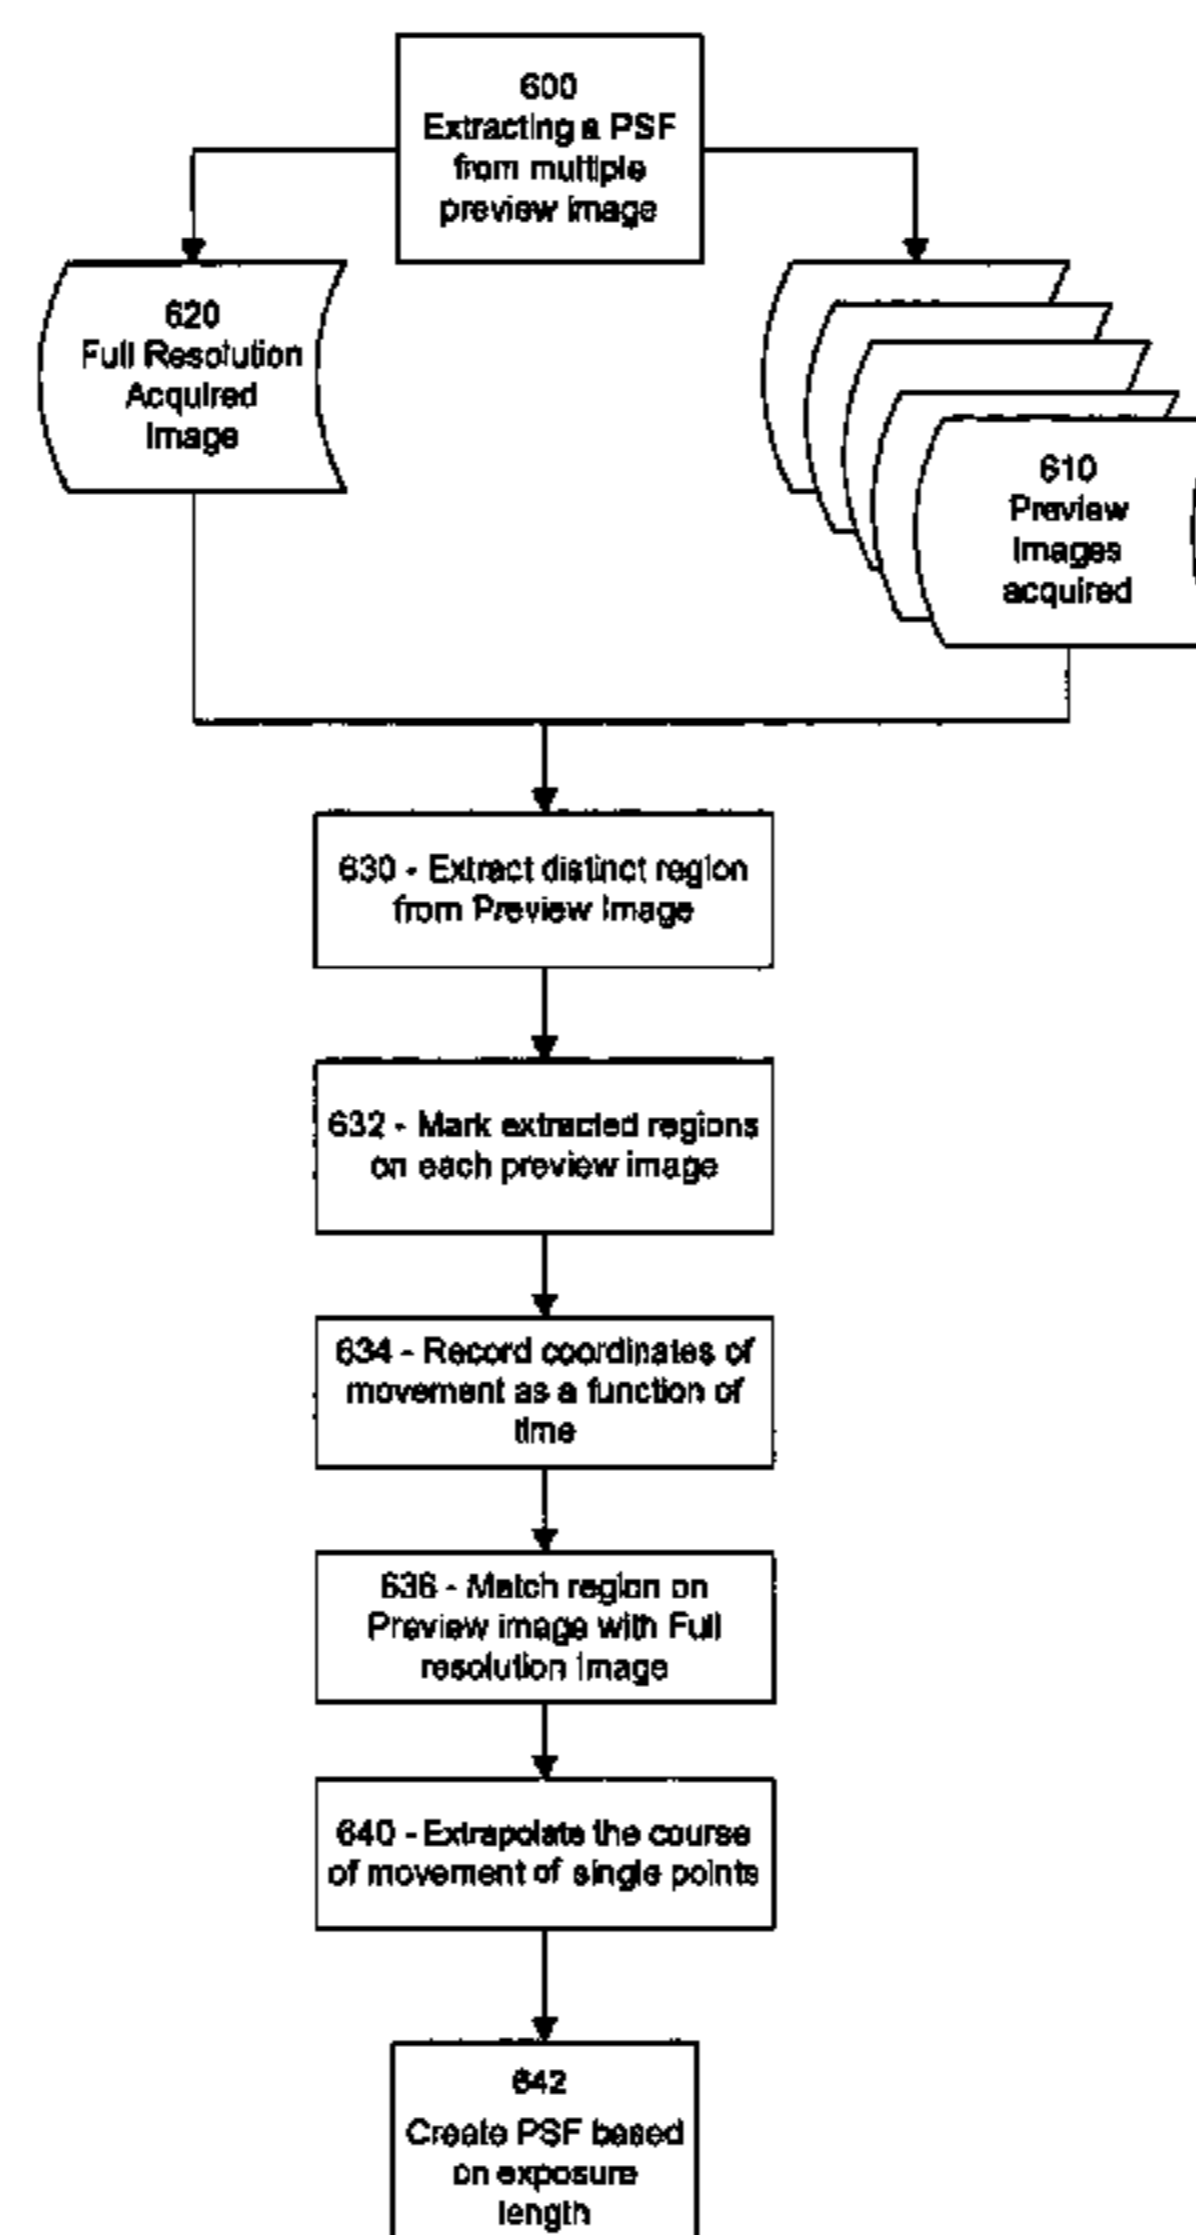 600
Extracting a PSF
from multiple
preview image
620
Full Resolution
Acquired
Image
610
Preview
Images
acquired
630 - Extract distinct region
from Preview Image
632 - Mark extracted regions
on each preview image
634 - Record coordinates of
movement as a function of
time
636 - Match region on
Preview image with Full
resolution Image
640 - Extrapolate the course
of movement of single points
642
Create PSF based
on exposure
length